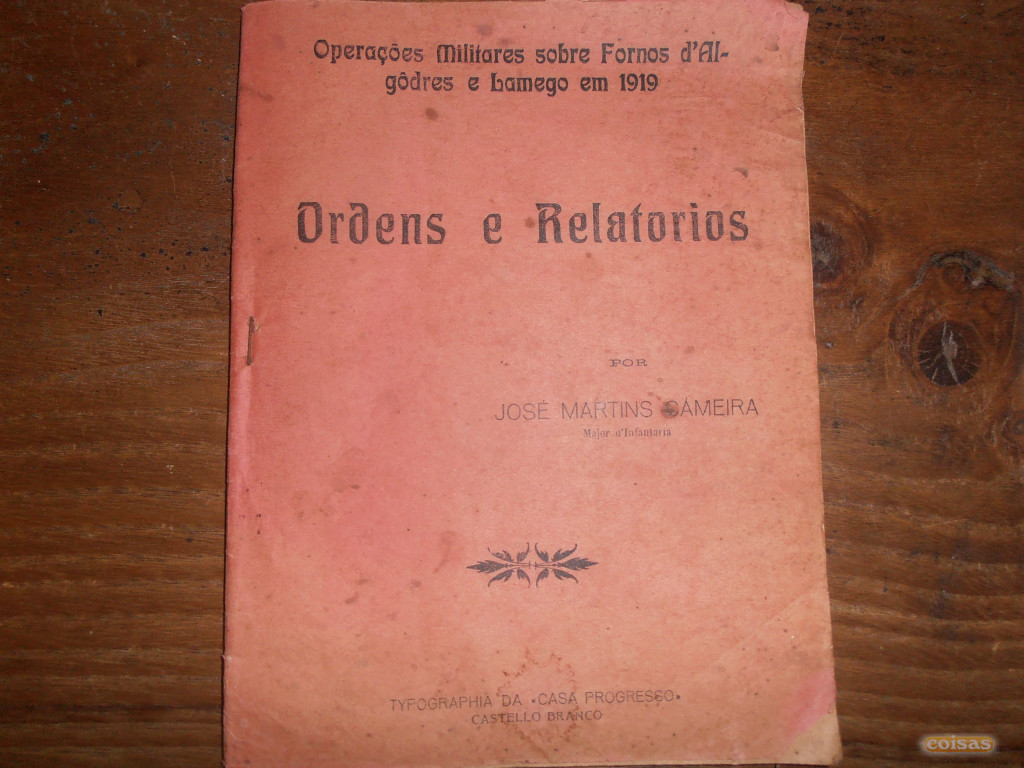 Operações Militares sobre Fornos d'Al-
gôdres e Lamego em 1919
Ordens e Relatorios
POR
JOSÉ MARTINS CAMEIRA
Major d'Infantaria
TYPOGRAPHIA DA «CASA PROGRESSO»
CASTELLO BRANCO
coisas